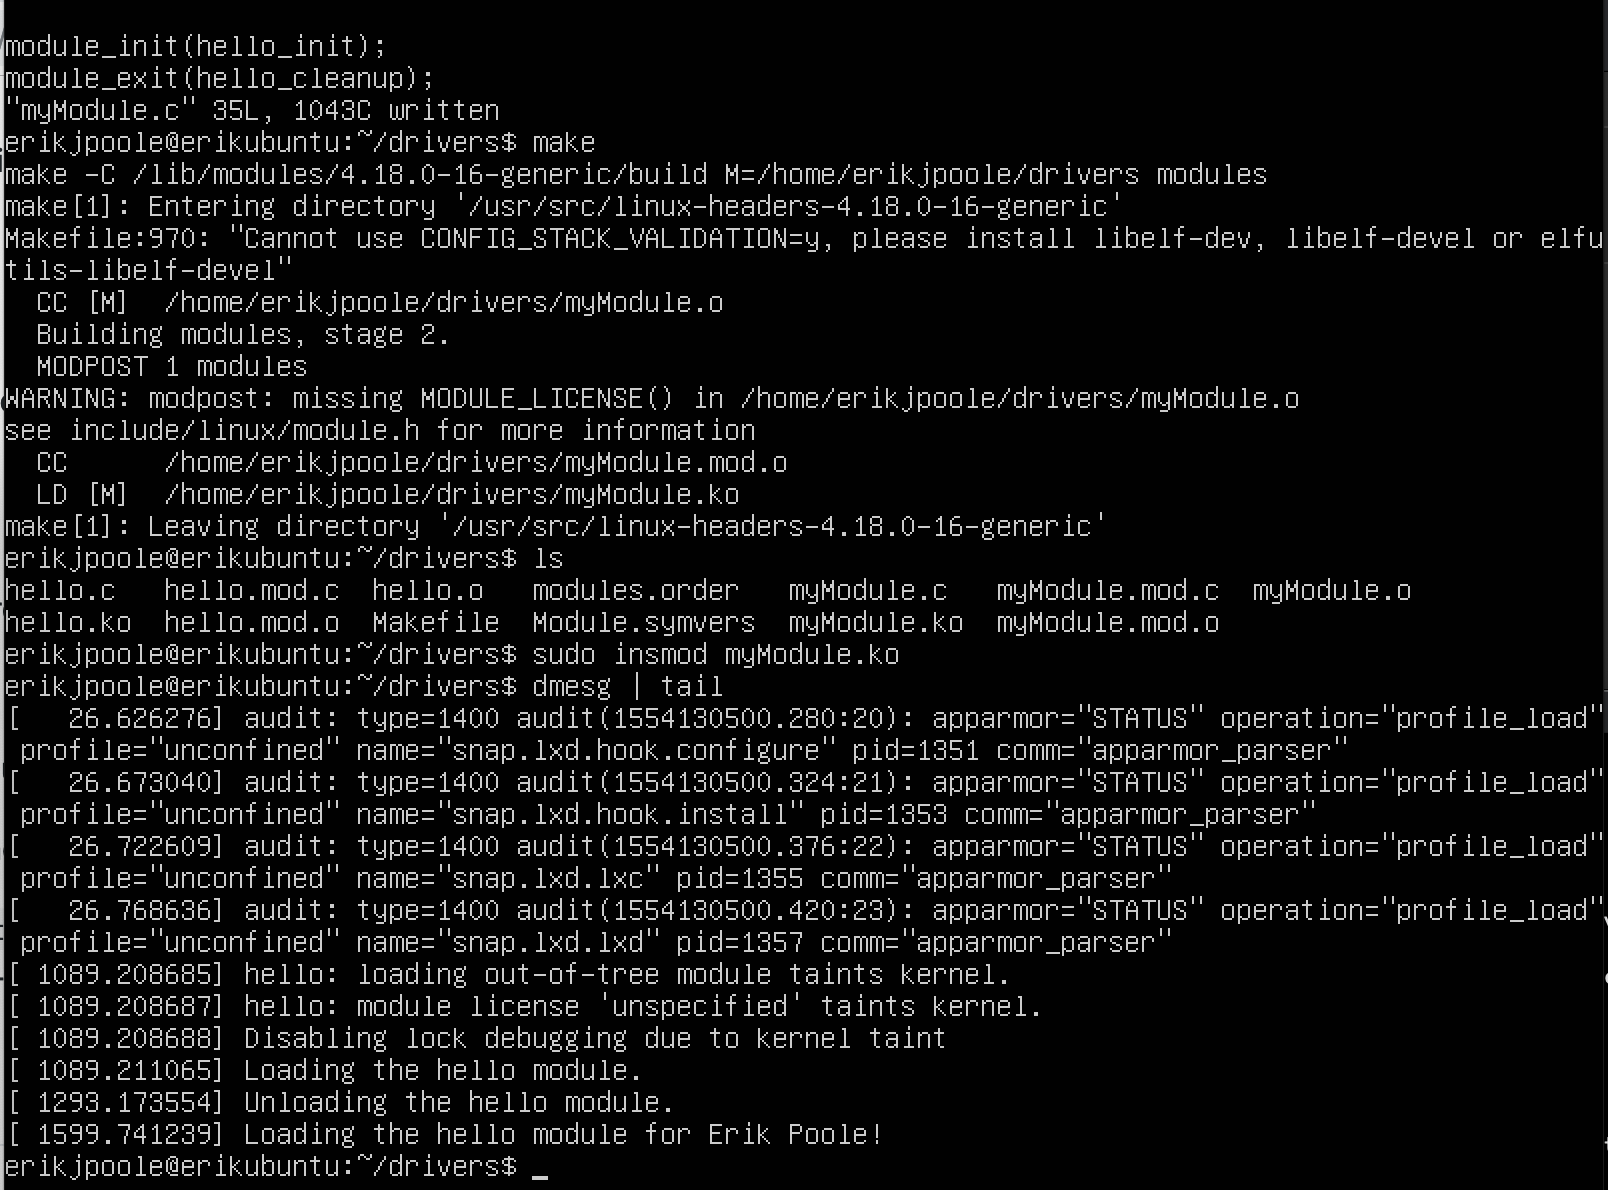 module_init(hello_init);
module_exit(hello_cleanup);
"myModule.c" 35L, 1043C written
erikjpoole@erikubuntu:~/drivers$ make
make -C /lib/modules/4.18.0-16-generic/build M=/home/erikjpoole/drivers modules
make[1]: Entering directory '/usr/src/linux-headers-4.18.0-16-generic'
Makefile:970: "Cannot use CONFIG_STACK_VALIDATION=y, please install libelf-dev, libelf-devel or elfu
tils-libelf-devel"
  CC [M]  /home/erikjpoole/drivers/myModule.o
  Building modules, stage 2.
  MODPOST 1 modules
WARNING: modpost: missing MODULE_LICENSE() in /home/erikjpoole/drivers/myModule.o
see include/linux/module.h for more information
  CC      /home/erikjpoole/drivers/myModule.mod.o
  LD [M]  /home/erikjpoole/drivers/myModule.ko
make[1]: Leaving directory '/usr/src/linux-headers-4.18.0-16-generic'
erikjpoole@erikubuntu:~/drivers$ ls
hello.c   hello.mod.c  hello.o   modules.order   myModule.c   myModule.mod.c  myModule.o
hello.ko  hello.mod.o  Makefile  Module.symvers  myModule.ko  myModule.mod.o
erikjpoole@erikubuntu:~/drivers$ sudo insmod myModule.ko
erikjpoole@erikubuntu:~/drivers$ dmesg | tail
[   26.626276] audit: type=1400 audit(1554130500.280:20): apparmor="STATUS" operation="profile_load"
 profile="unconfined" name="snap.lxd.hook.configure" pid=1351 comm="apparmor_parser"
[   26.673040] audit: type=1400 audit(1554130500.324:21): apparmor="STATUS" operation="profile_load"
 profile="unconfined" name="snap.lxd.hook.install" pid=1353 comm="apparmor_parser"
[   26.722609] audit: type=1400 audit(1554130500.376:22): apparmor="STATUS" operation="profile_load"
 profile="unconfined" name="snap.lxd.lxc" pid=1355 comm="apparmor_parser"
[   26.768636] audit: type=1400 audit(1554130500.420:23): apparmor="STATUS" operation="profile_load"
 profile="unconfined" name="snap.lxd.lxd" pid=1357 comm="apparmor_parser"
[ 1089.208685] hello: loading out-of-tree module taints kernel.
[ 1089.208687] hello: module license 'unspecified' taints kernel.
[ 1089.208688] Disabling lock debugging due to kernel taint
[ 1089.211065] Loading the hello module.
[ 1293.173554] Unloading the hello module.
[ 1599.741239] Loading the hello module for Erik Poole!
erikjpoole@erikubuntu:~/drivers$ _